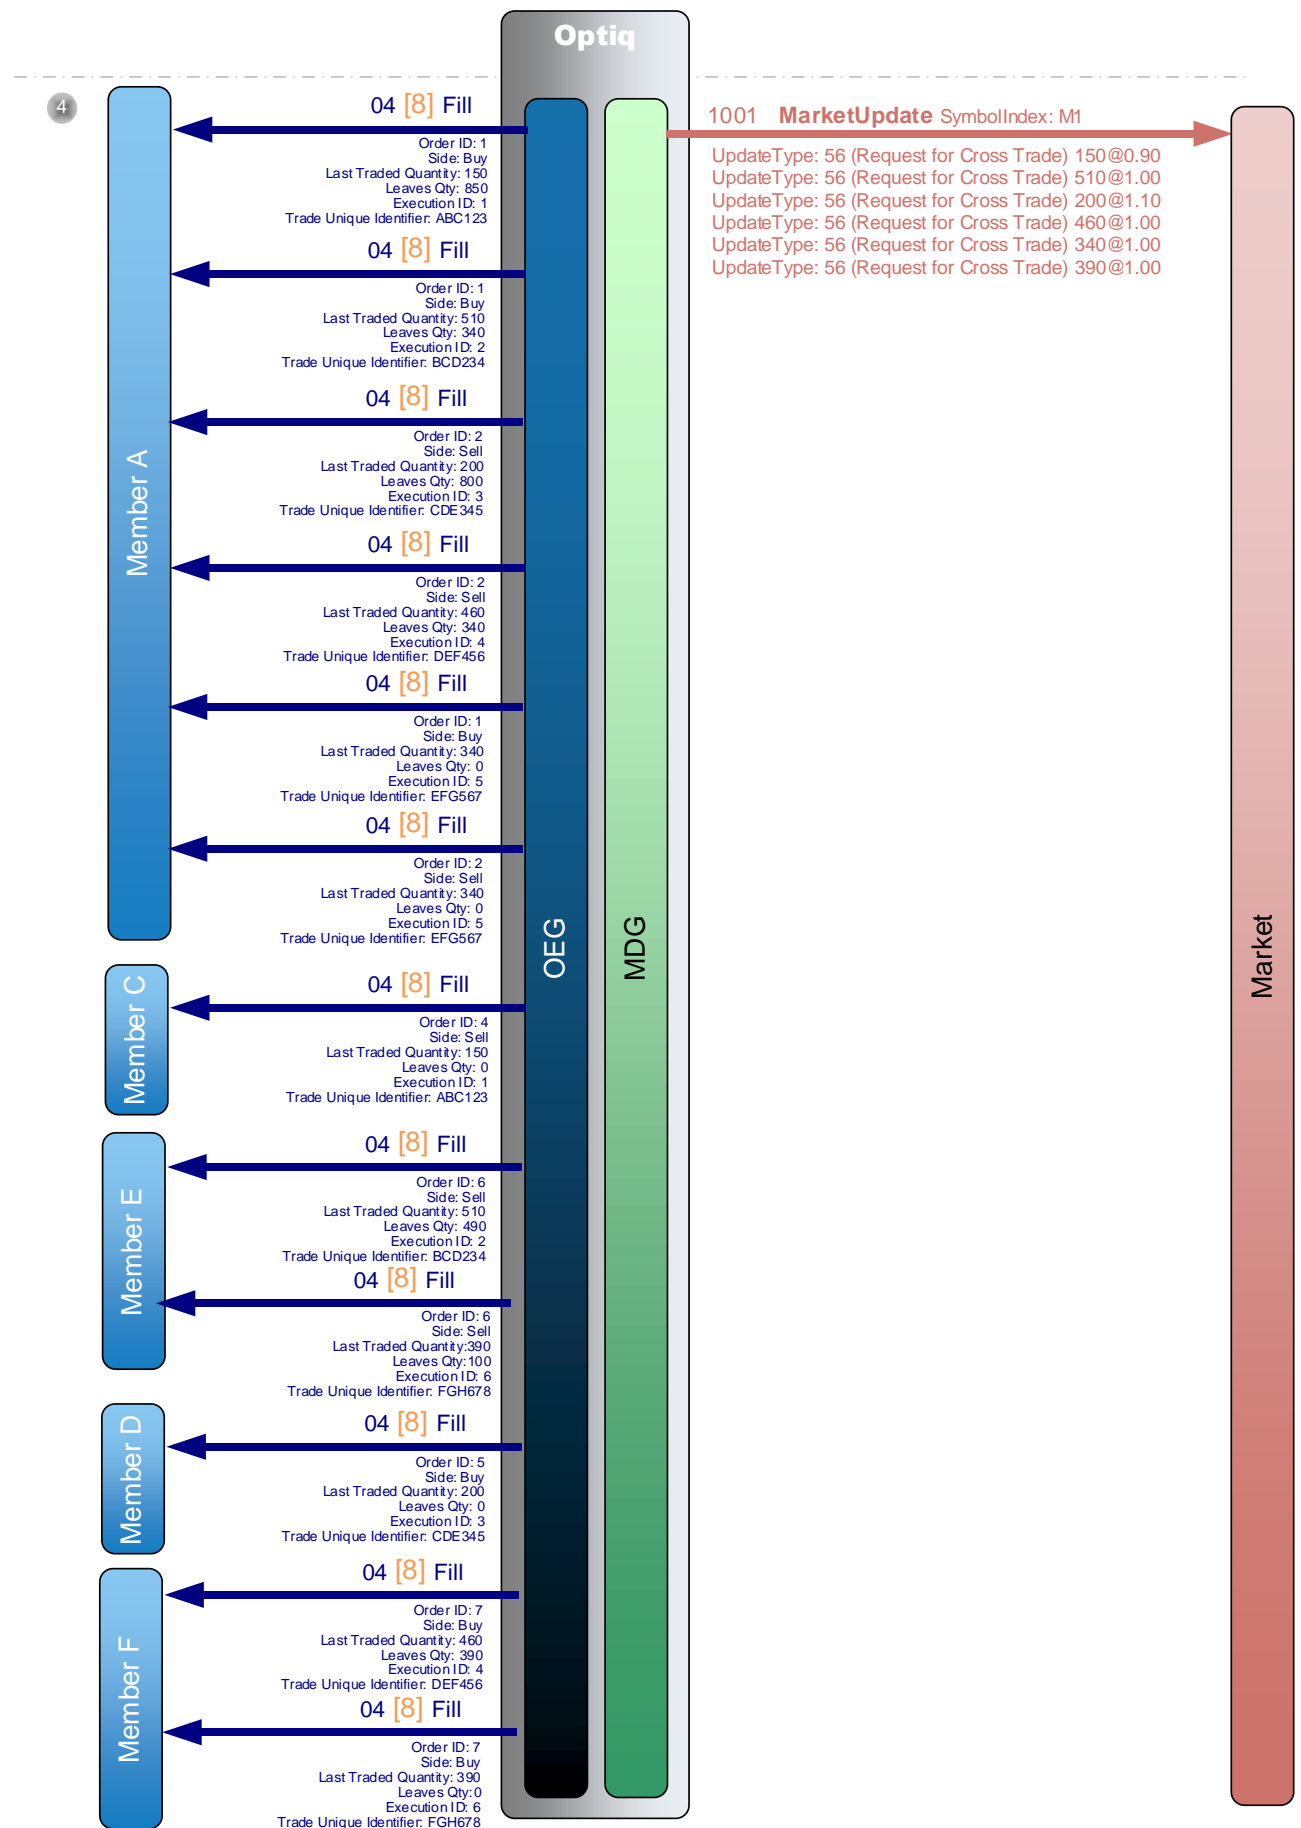 Optiq
4
04 [8] Fill
Order ID: 1
Side: Buy
Last Traded Quantity: 150
Leaves Qty: 850
Execution ID: 1
Trade Unique Identifier: ABC123
04 [8] Fill
Order ID: 1
Side: Buy
Last Traded Quantity: 510
Leaves Qty: 340
Execution ID: 2
Trade Unique Identifier: BCD234
04 [8] Fill
Order ID: 2
Side: Sell
Last Traded Quantity: 200
Leaves Qty: 800
Execution ID: 3
Trade Unique Identifier: CDE345
04 [8] Fill
Order ID: 2
Side: Sell
Last Traded Quantity: 460
Leaves Qty: 340
Execution ID: 4
Trade Unique Identifier: DEF456
04 [8] Fill
Order ID: 1
Side: Buy
Last Traded Quantity: 340
Leaves Qty: 0
Execution ID: 5
Trade Unique Identifier: EFG567
04 [8] Fill
Order ID: 2
Side: Sell
Last Traded Quantity: 340
Leaves Qty: 0
Execution ID: 5
Trade Unique Identifier: EFG567
Member A
04 [8] Fill
Order ID: 4
Side: Sell
Last Traded Quantity: 150
Leaves Qty: 0
Execution ID: 1
Trade Unique Identifier: ABC123
Member C
04 [8] Fill
Order ID: 6
Side: Sell
Last Traded Quantity: 510
Leaves Qty: 490
Execution ID: 2
Trade Unique Identifier: BCD234
04 [8] Fill
Order ID: 6
Side: Sell
Last Traded Quantity:390
Leaves Qty:100
Execution ID: 6
Trade Unique Identifier: FGH678
Member E
04 [8] Fill
Order ID: 5
Side: Buy
Last Traded Quantity: 200
Leaves Qty: 0
Execution ID: 3
Trade Unique Identifier: CDE345
Member D
04 [8] Fill
Order ID: 7
Side: Buy
Last Traded Quantity: 460
Leaves Qty: 390
Execution ID: 4
Trade Unique Identifier: DEF456
04 [8] Fill
Order ID: 7
Side: Buy
Last Traded Quantity: 390
Leaves Qty:0
Execution ID: 6
Trade Unique Identifier: FGH678
Member F
OEG
MDG
1001 MarketUpdate SymbolIndex: M1
UpdateType: 56 (Request for Cross Trade) 150@0.90
UpdateType: 56 (Request for Cross Trade) 510@1.00
UpdateType: 56 (Request for Cross Trade) 200@1.10
UpdateType: 56 (Request for Cross Trade) 460@1.00
UpdateType: 56 (Request for Cross Trade) 340@1.00
UpdateType: 56 (Request for Cross Trade) 390@1.00
Market